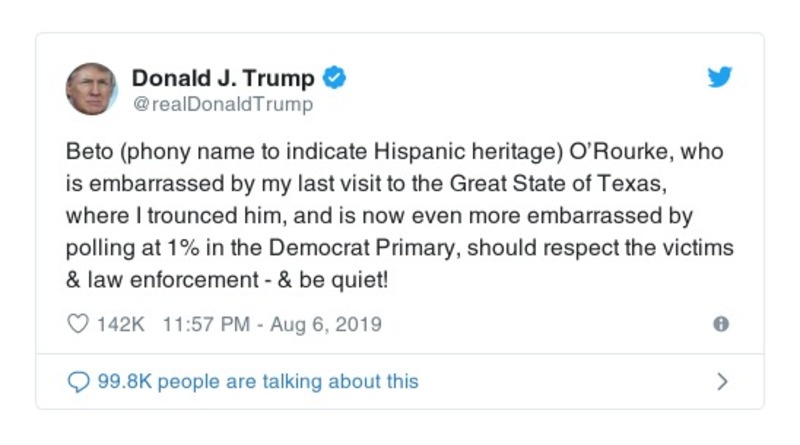 Donald J. Trump
@realDonaldTrump
Beto (phony name to indicate Hispanic heritage) O’Rourke, who
is embarrassed by my last visit to the Great State of Texas,
where I trounced him, and is now even more embarrassed by
polling at 1% in the Democrat Primary, should respect the victims
& law enforcement - & be quiet!
142K 11:57 PM - Aug 6, 2019
99.8K people are talking about this